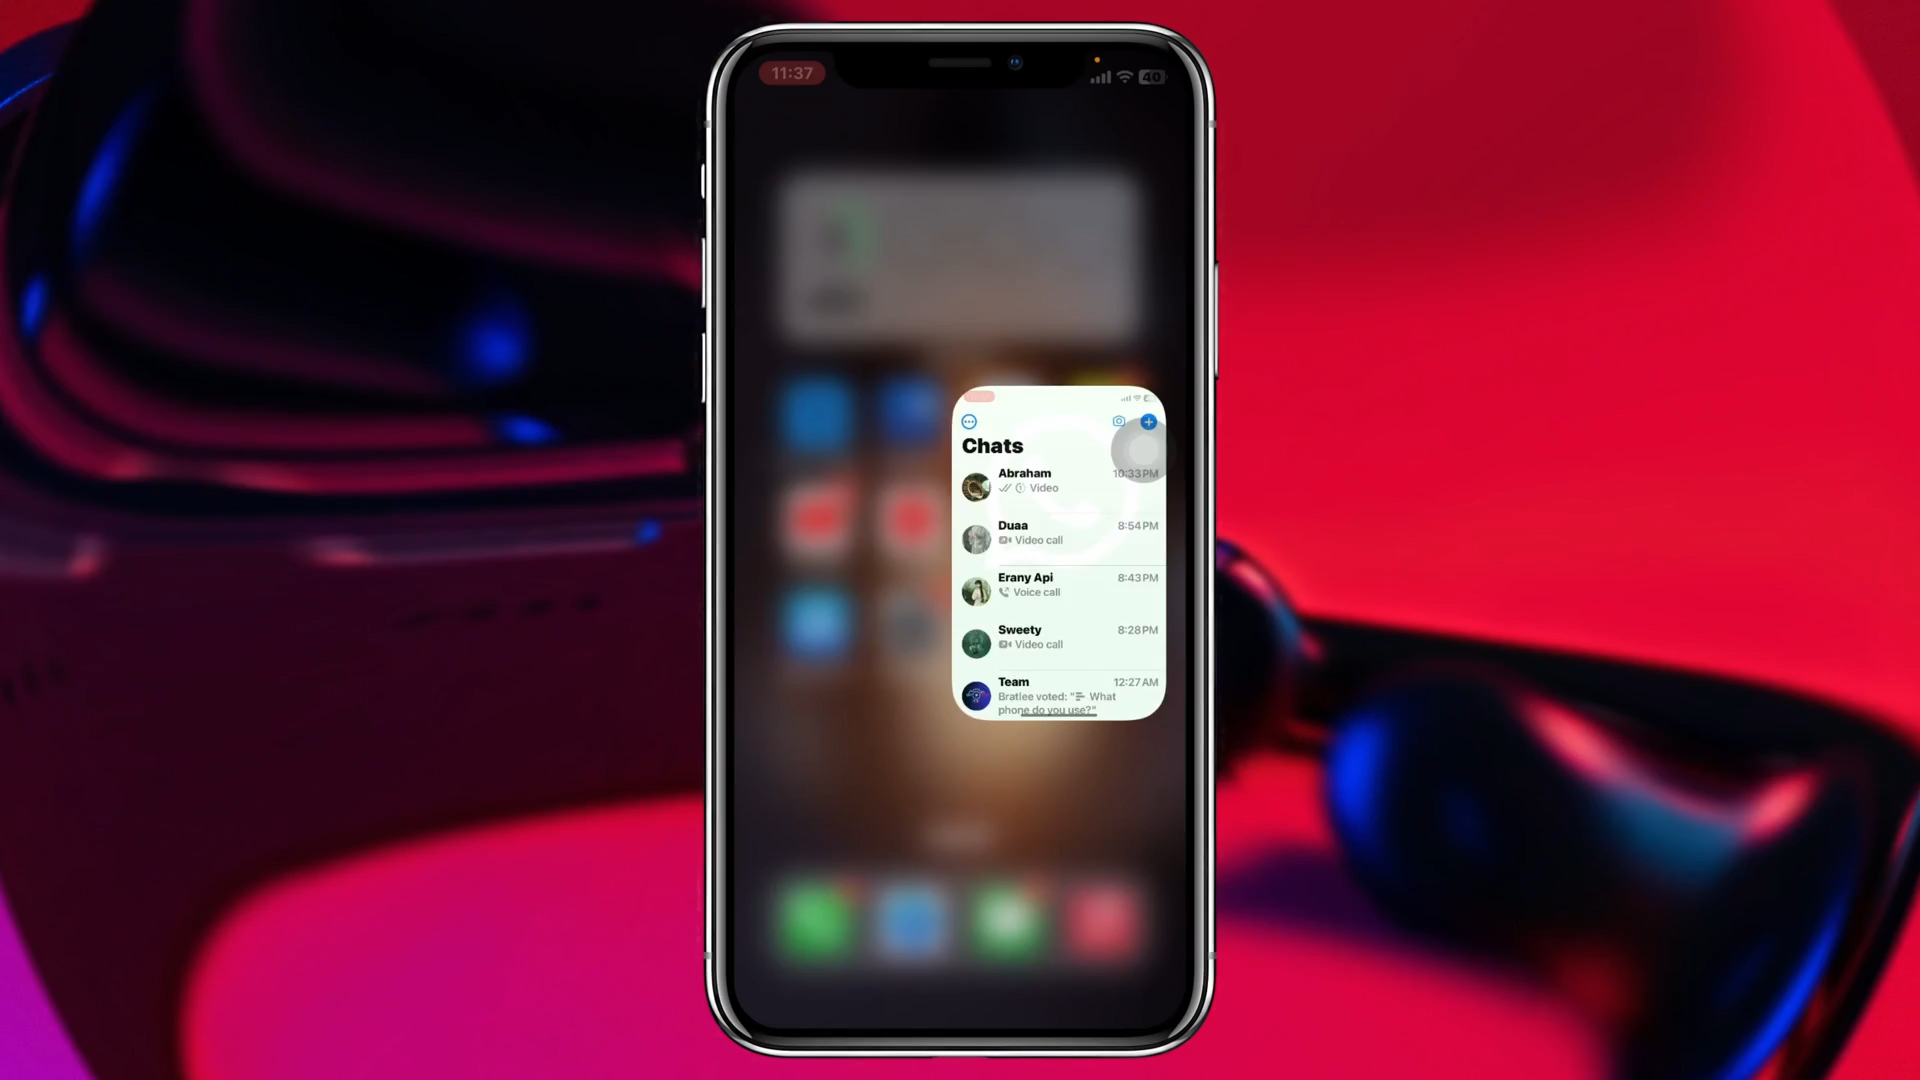 11:37
40
Chats
Abraham 10:33 PM
Video
Duaa 8:54 PM
Video call
Erany Api 8:43 PM
Voice call
Sweety 8:28 PM
Video call
Team 12:27 AM
Bratlee voted: "What
phone do you use?"